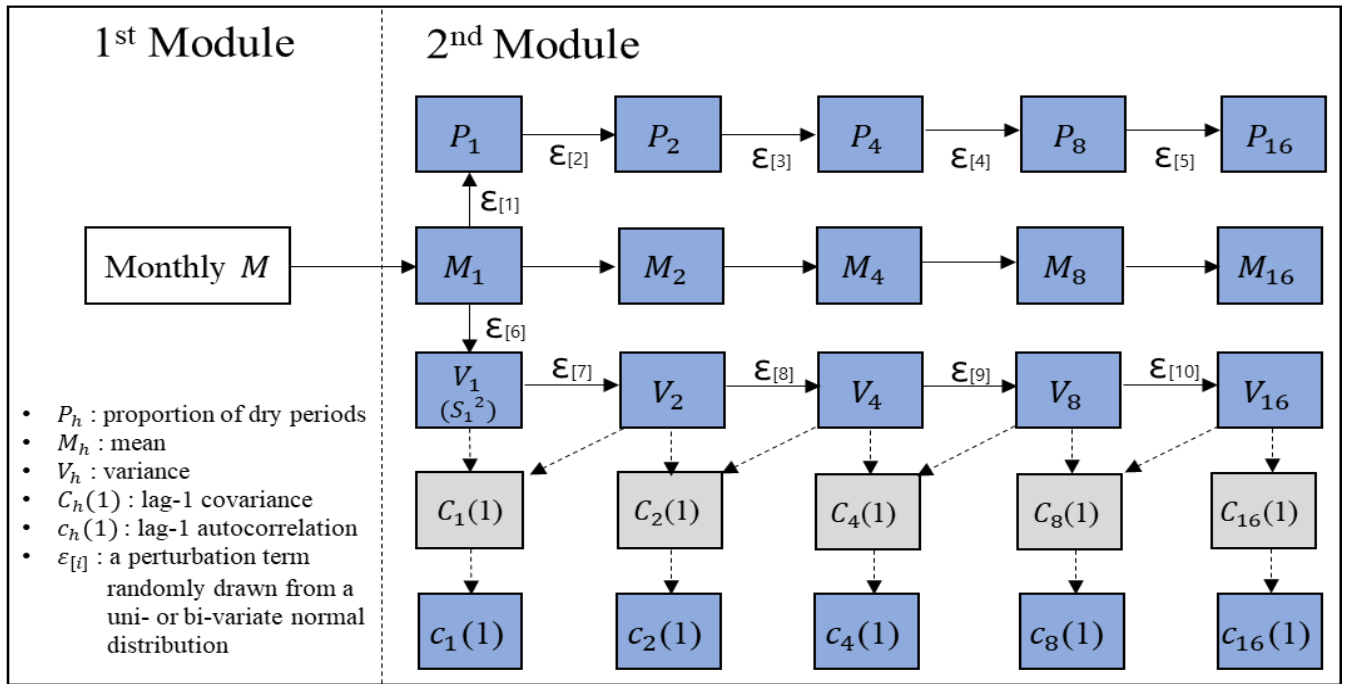 1st Module
2nd Module
P₁ P₂ P₄ P₈ P₁₆
ε[2] ε[3] ε[4] ε[5]
ε[1]
Monthly M
M₁ M₂ M₄ M₈ M₁₆
ε[6]
V₁ V₂ V₄ V₈ V₁₆
(S₁²)
ε[7] ε[8] ε[9] ε[10]
• Pₕ : proportion of dry periods
• Mₕ : mean
• Vₕ : variance
• Cₕ(1) : lag-1 covariance
• cₕ(1) : lag-1 autocorrelation
• ε[i] : a perturbation term
randomly drawn from a
uni- or bi-variate normal
distribution
C₁(1) C₂(1) C₄(1) C₈(1) C₁₆(1)
c₁(1) c₂(1) c₄(1) c₈(1) c₁₆(1)